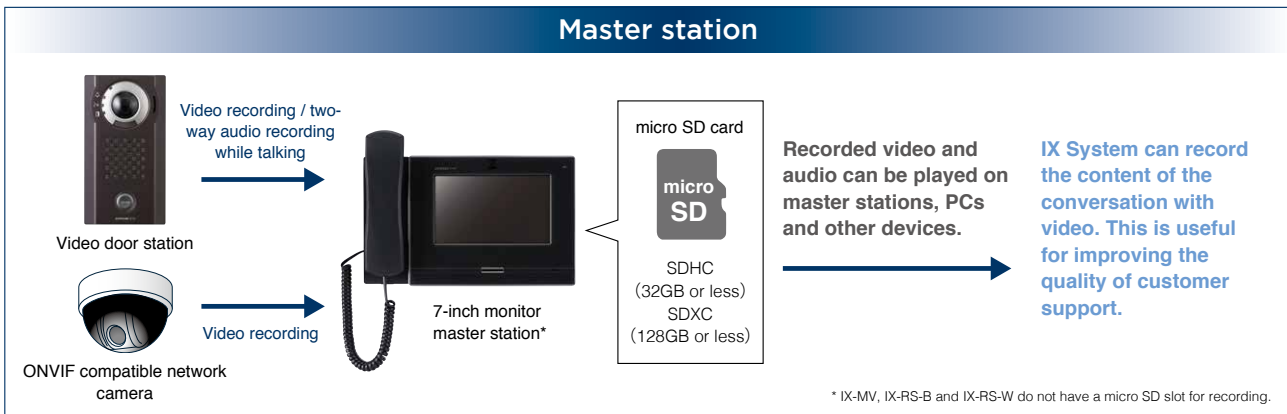 Master station
Video recording / two-
way audio recording
while talking
Video door station
Video recording
ONVIF compatible network
camera
7-inch monitor
master station*
micro SD card
micro
SD
SDHC
(32GB or less)
SDXC
(128GB or less)
Recorded video and
audio can be played on
master stations, PCs
and other devices.
IX System can record
the content of the
conversation with
video. This is useful
for improving the
quality of customer
support.
* IX-MV, IX-RS-B and IX-RS-W do not have a micro SD slot for recording.